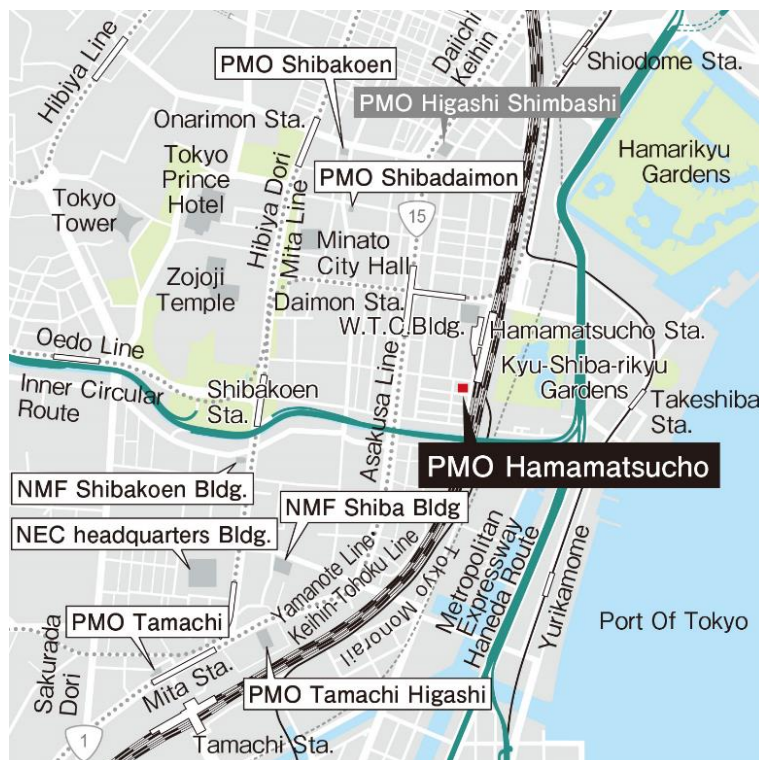 Hibiya Line
PMO Shibakoen
Daiichi
Keihin
Shiodome Sta.
PMO Higashi Shimbashi
Onarimon Sta.
Tokyo
Prince
Hotel
Hibiya Dori
Mita Line
Hamarikyu
Gardens
PMO Shibadaimon
Tokyo
Tower
15
Minato
City Hall
Zojoji
Temple
Daimon Sta.
W.T.C.Bldg.
Hamamatsucho Sta.
Oedo Line
Kyu-Shiba-rikyu
Gardens
Inner Circular
Route
Shibakoen
Sta.
Asakusa Line
Takeshiba
Sta.
PMO Hamamatsucho
NMF Shibakoen Bldg.
NMF Shiba Bldg
NEC headquarters Bldg.
Yamanote Line
Keihin-Tohoku Line
Tokyo Monorail
Metropolitan
Expressway
Haneda Route
Yurikamome
Port Of Tokyo
PMO Tamachi
Sakurada
Dori
Mita Sta.
PMO Tamachi Higashi
1
Tamachi Sta.